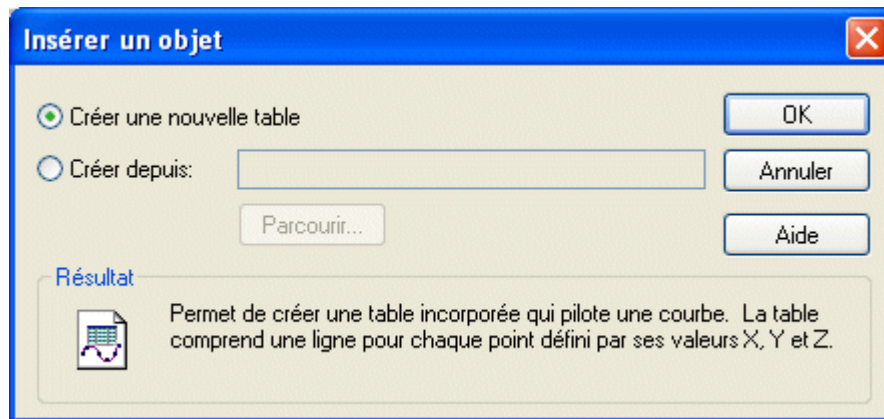 Insérer un objet
Créer une nouvelle table
OK
Créer depuis:
Annuler
Parcourir...
Aide
Résultat
Permet de créer une table incorporée qui pilote une courbe. La table
comprend une ligne pour chaque point défini par ses valeurs X, Y et Z.